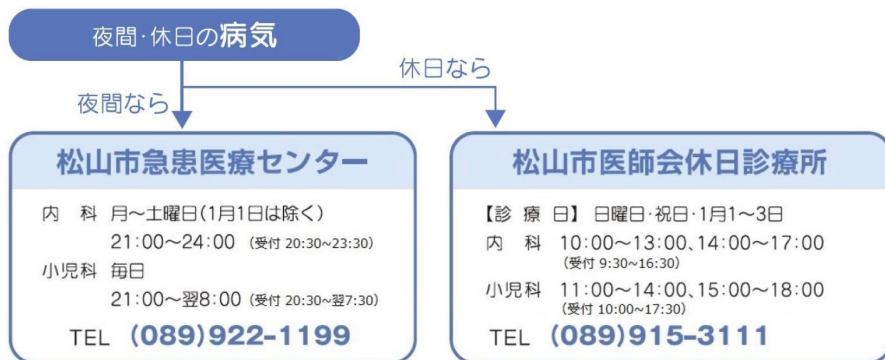 夜間・休日の病気
休日なら
夜間なら
松山市急患医療センター
内　科　月～土曜日(1月1日は除く)
21:00～24:00 (受付 20:30~23:30)
小児科 毎日
21:00～翌8:00 (受付 20:30~翌7:30)
TEL (089)922-1199
松山市医師会休日診療所
【診 療 日】 日曜日・祝日・1月1～3日
内　科　10:00～13:00、14:00～17:00
(受付 9:30~16:30)
小児科　11:00～14:00、15:00～18:00
(受付 10:00~17:30)
TEL (089)915-3111